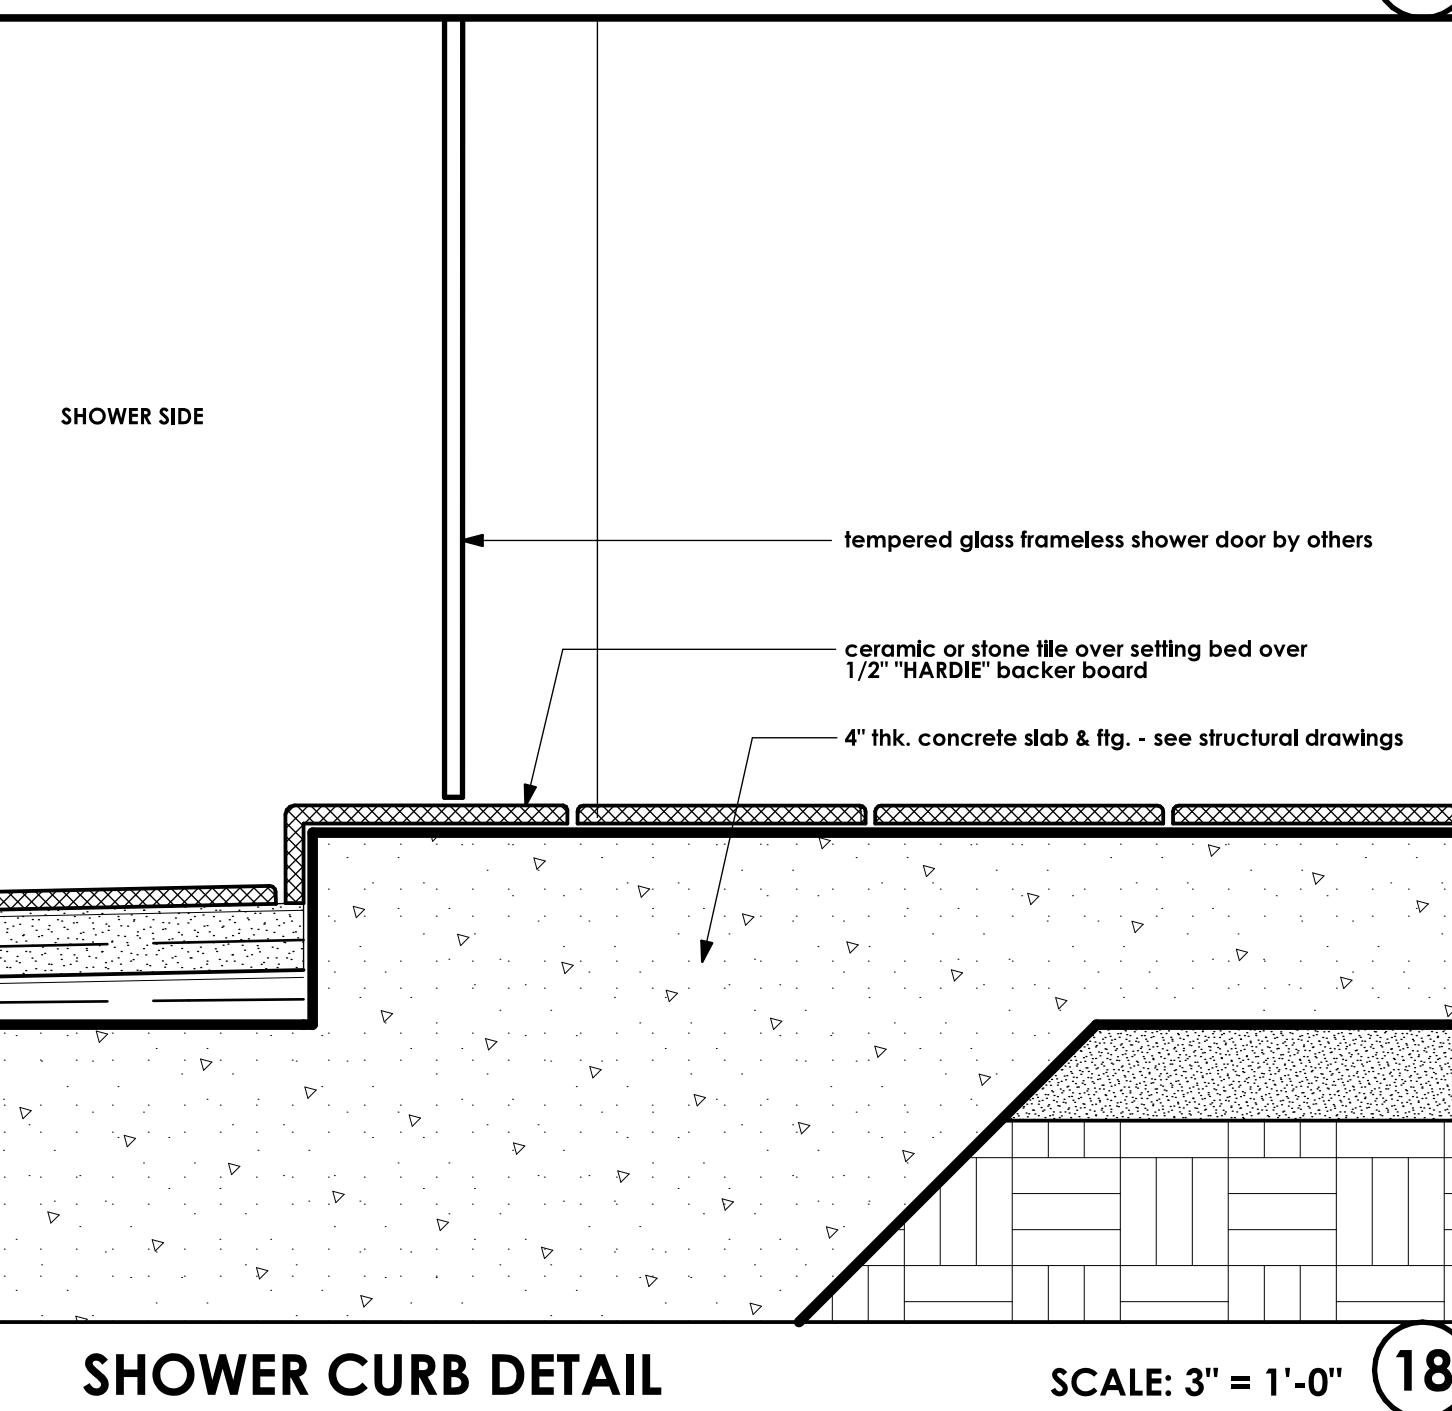 SHOWER SIDE
tempered glass frameless shower door by others
ceramic or stone tile over setting bed over
1/2" "HARDIE" backer board
4" thk. concrete slab & ftg. - see structural drawings
SHOWER CURB DETAIL
SCALE: 3" = 1'-0"
18